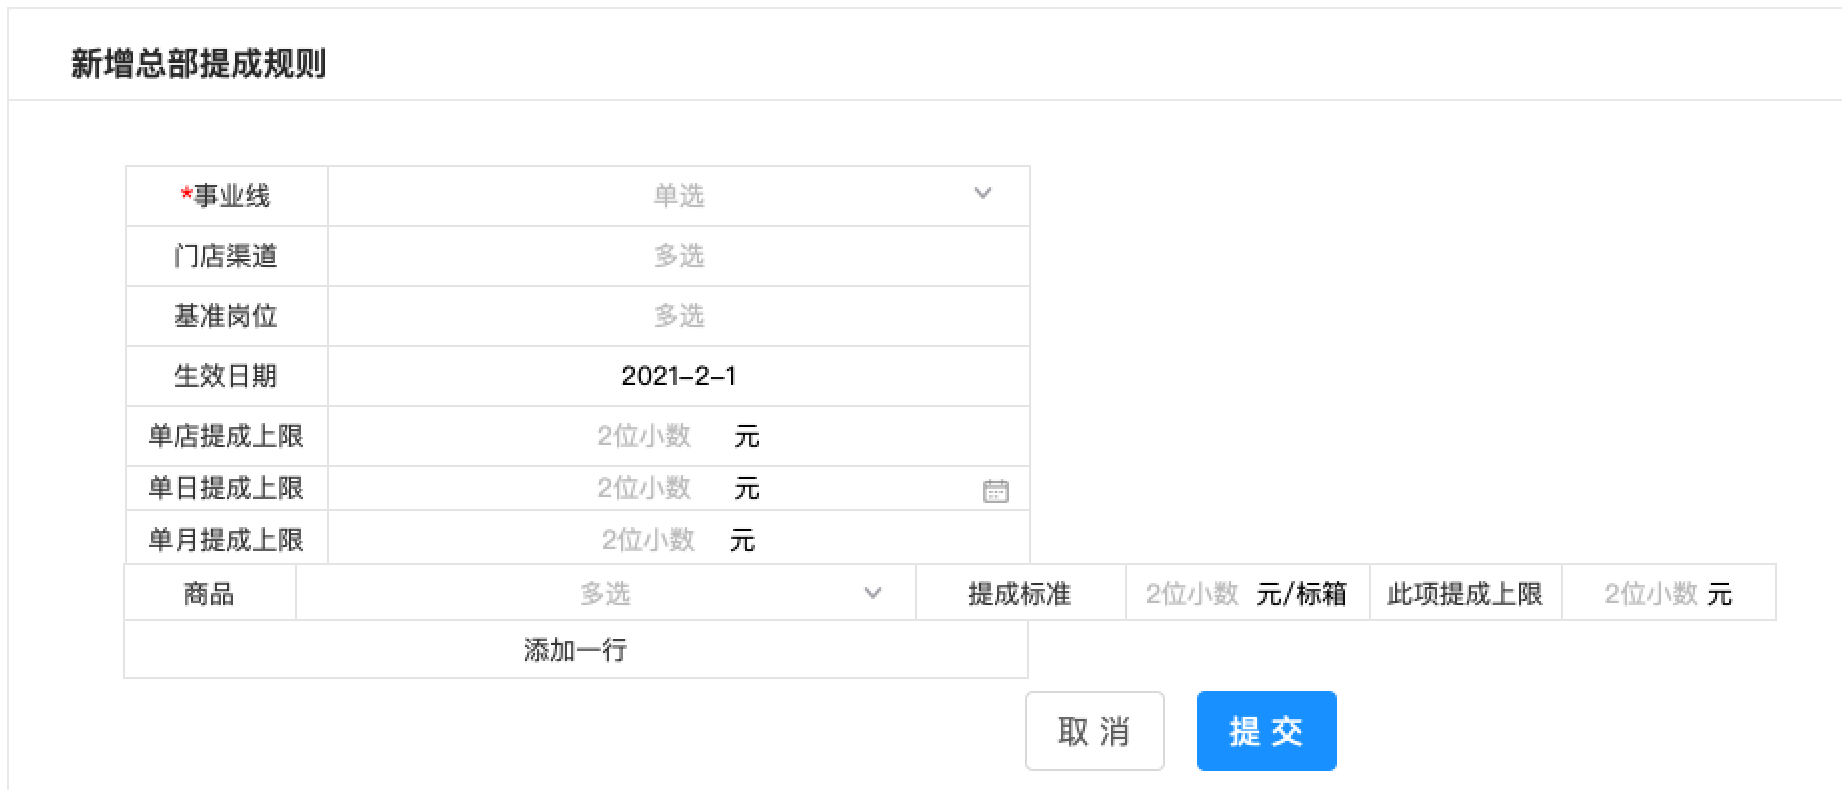 新增总部提成规则
*事业线 单选
门店渠道 多选
基准岗位 多选
生效日期 2021-2-1
单店提成上限 2位小数 元
单日提成上限 2位小数 元
单月提成上限 2位小数 元
商品 多选 提成标准 2位小数 元/标箱 此项提成上限 2位小数 元
添加一行
取 消 提 交